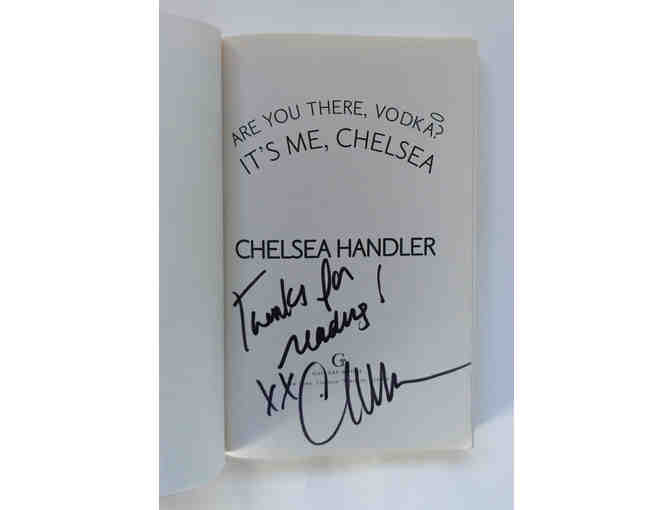 ARE YOU THERE, VODKA?
IT'S ME, CHELSEA
CHELSEA HANDLER
Thanks for
reading!
G
XX